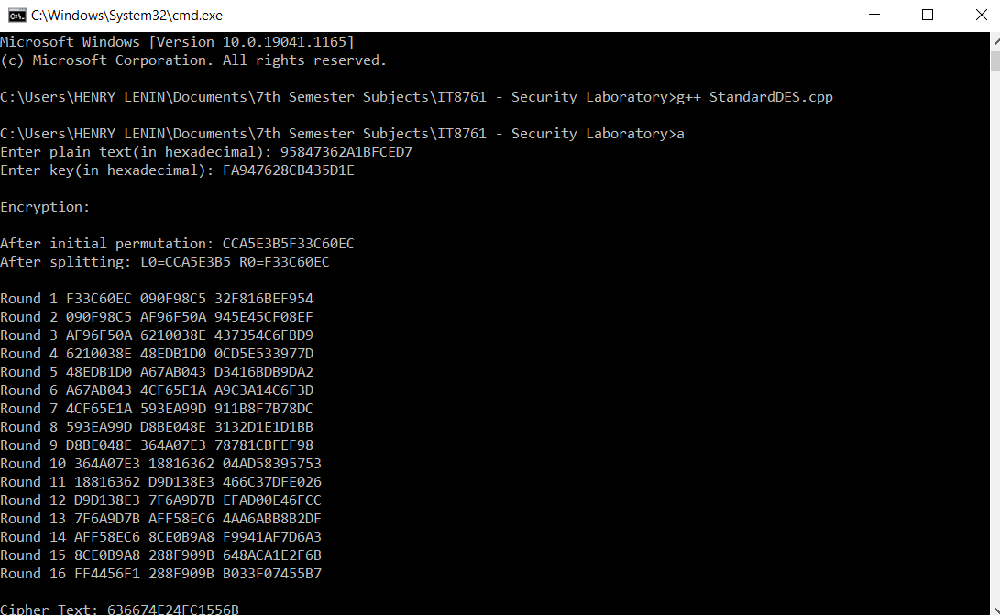 C:\Windows\System32\cmd.exe
Microsoft Windows [Version 10.0.19041.1165]
(c) Microsoft Corporation. All rights reserved.
C:\Users\HENRY LENIN\Documents\7th Semester Subjects\IT8761 - Security Laboratory>g++ StandardDES.cpp
C:\Users\HENRY LENIN\Documents\7th Semester Subjects\IT8761 - Security Laboratory>a
Enter plain text(in hexadecimal): 95847362A1BFCED7
Enter key(in hexadecimal): FA947628CB435D1E
Encryption:
After initial permutation: CCA5E3B5F33C60EC
After splitting: L0=CCA5E3B5 R0=F33C60EC
Round 1 F33C60EC 090F98C5 32F816BEF954
Round 2 090F98C5 AF96F50A 945E45CF08EF
Round 3 AF96F50A 6210038E 437354C6FBD9
Round 4 6210038E 48EDB1D0 0CD5E533977D
Round 5 48EDB1D0 A67AB043 D3416BDB9DA2
Round 6 A67AB043 4CF65E1A A9C3A14C6F3D
Round 7 4CF65E1A 593EA99D 911B8F7B78DC
Round 8 593EA99D D8BE048E 3132D1E1D1BB
Round 9 D8BE048E 364A07E3 78781CBFEF98
Round 10 364A07E3 18816362 04AD58395753
Round 11 18816362 D9D138E3 466C37DFE026
Round 12 D9D138E3 7F6A9D7B EFAD00E46FCC
Round 13 7F6A9D7B AFF58EC6 4AA6ABB8B2DF
Round 14 AFF58EC6 8CE0B9A8 F9941AF7D6A3
Round 15 8CE0B9A8 288F909B 648ACA1E2F6B
Round 16 FF4456F1 288F909B B033F07455B7
Cipher Text: 636674E24FC1556B